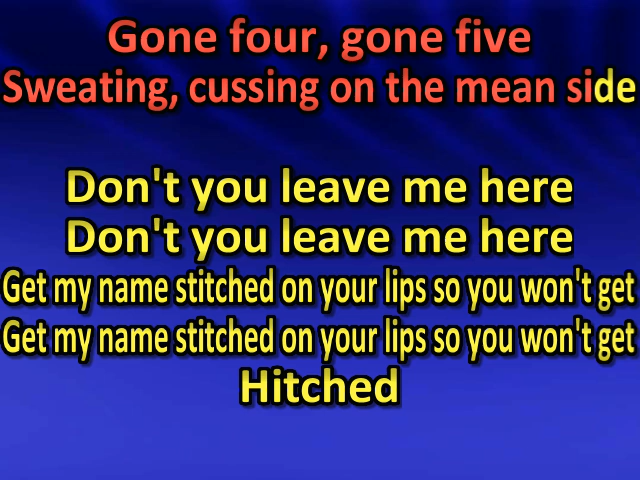 Gone four, gone five
Sweating, cussing on the mean side
Don't you leave me here
Don't you leave me here
Get my name stitched on your lips so you won't get
Get my name stitched on your lips so you won't get
Hitched